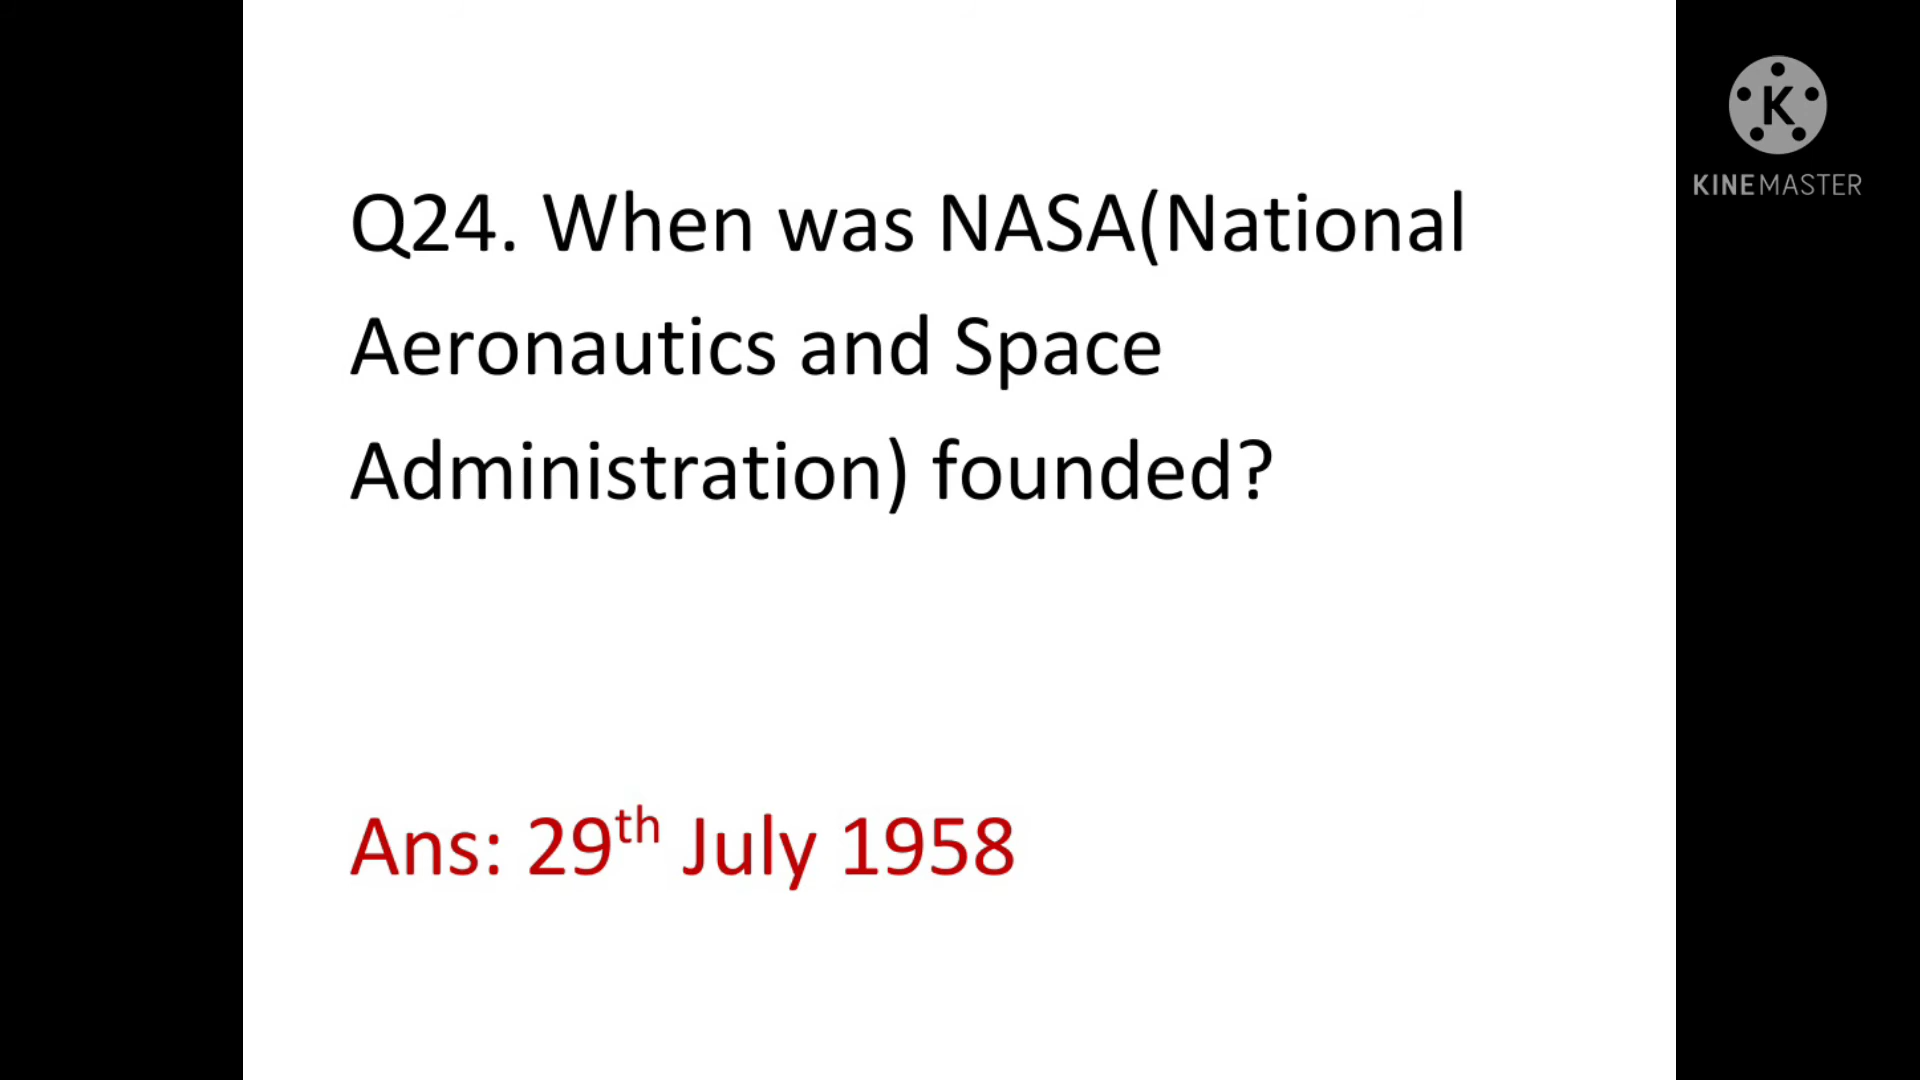 Q24. When was NASA(National
Aeronautics and Space
Administration) founded?
Ans: 29th July 1958
K
KINEMASTER